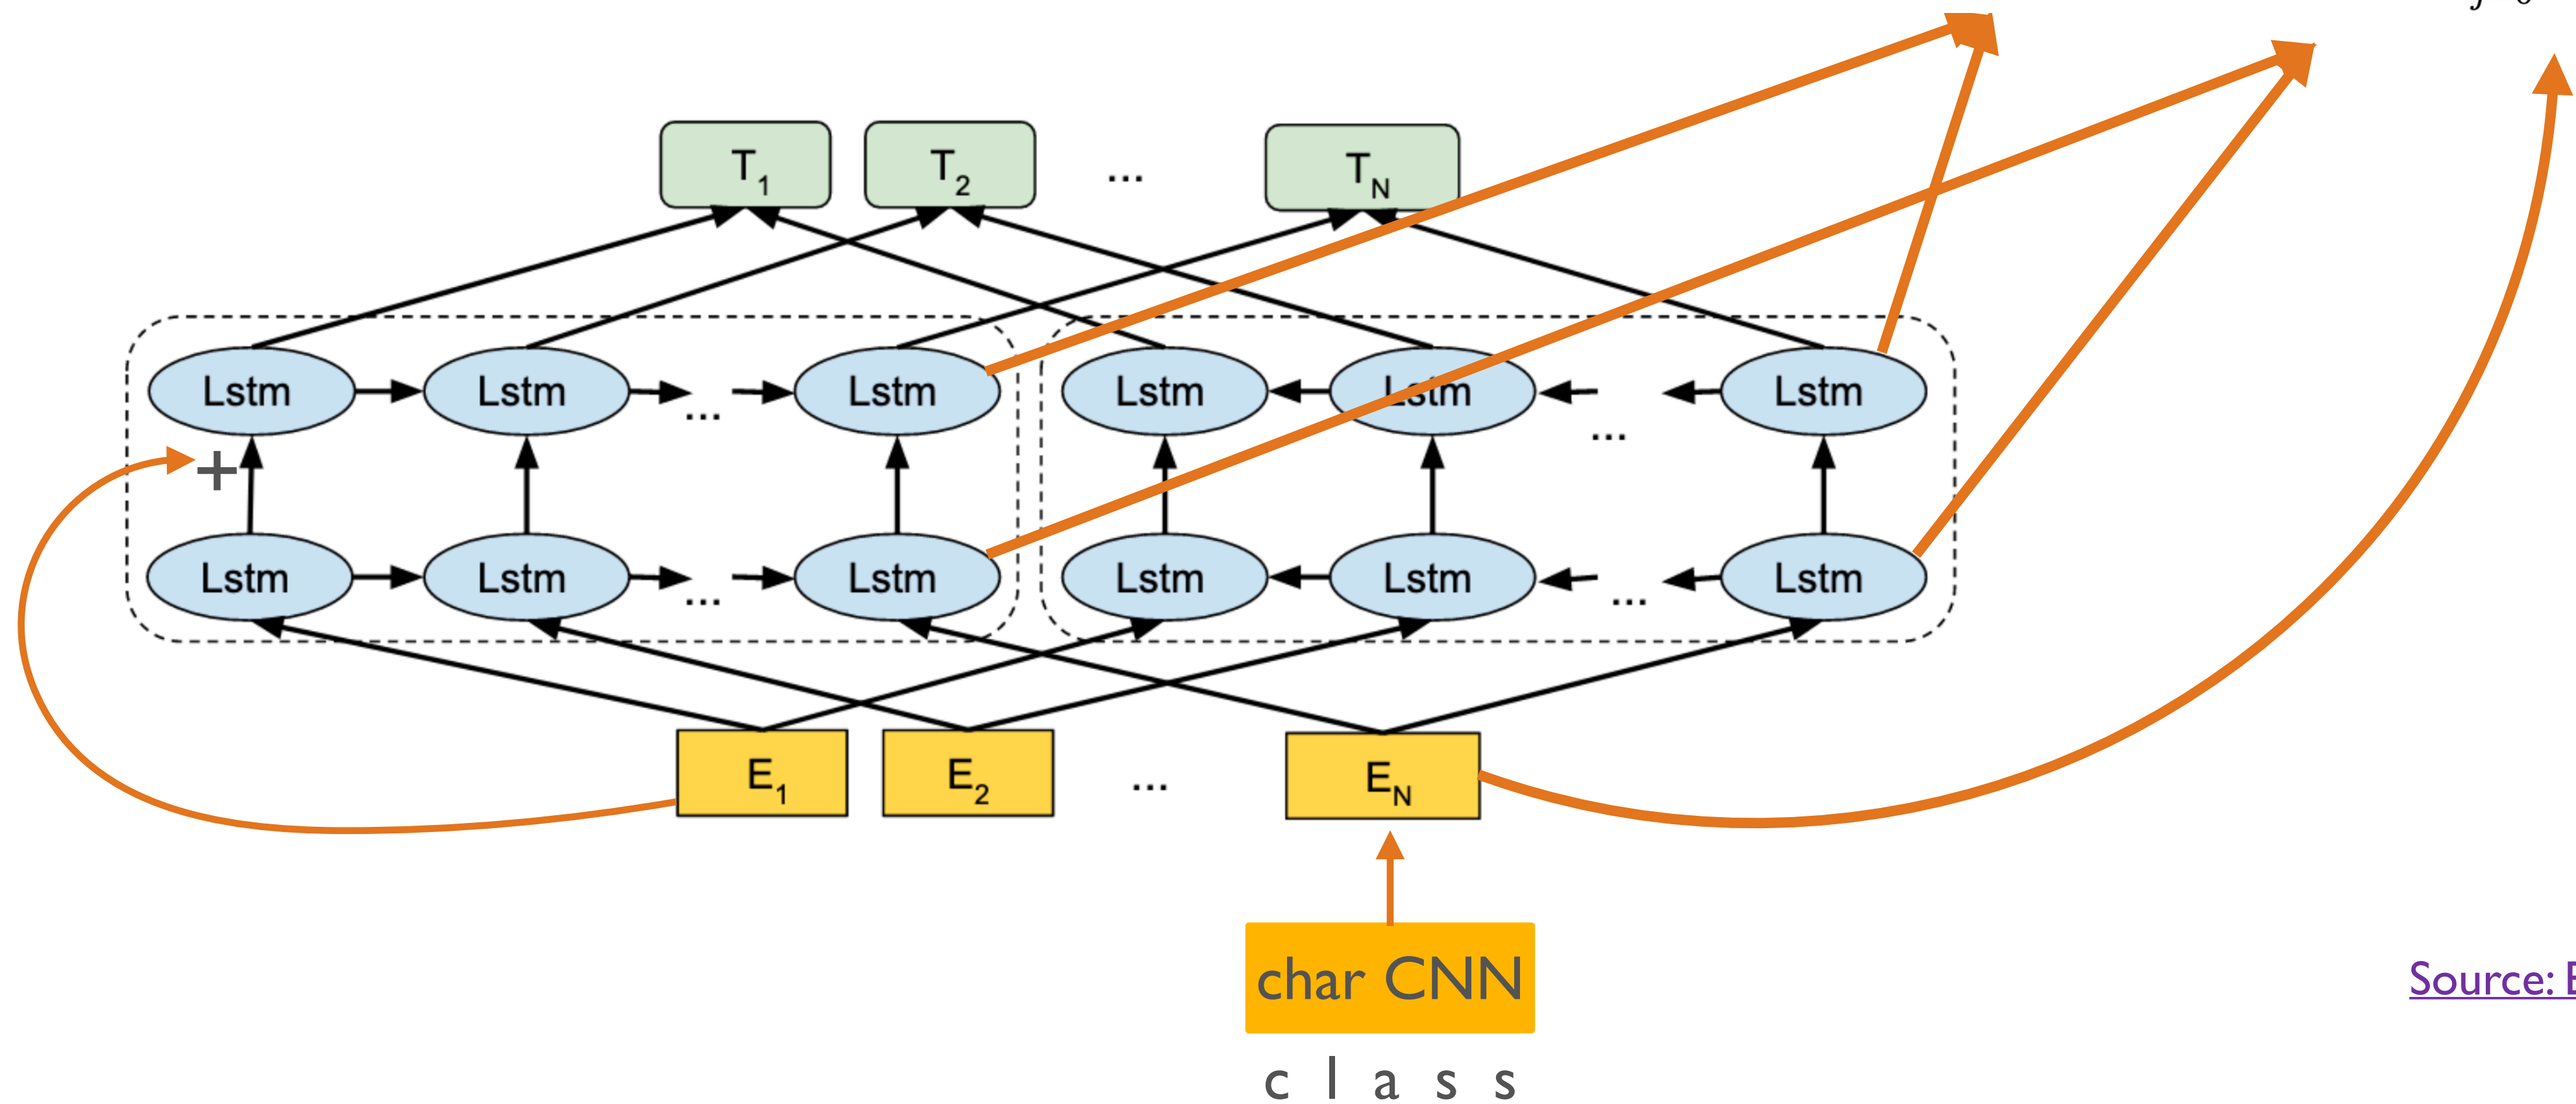 T1 T2 ... TN
Lstm Lstm ... Lstm Lstm Lstm ... Lstm
+
Lstm Lstm ... Lstm Lstm Lstm ... Lstm
E1 E2 ... EN
char CNN
Source:
c l a s s